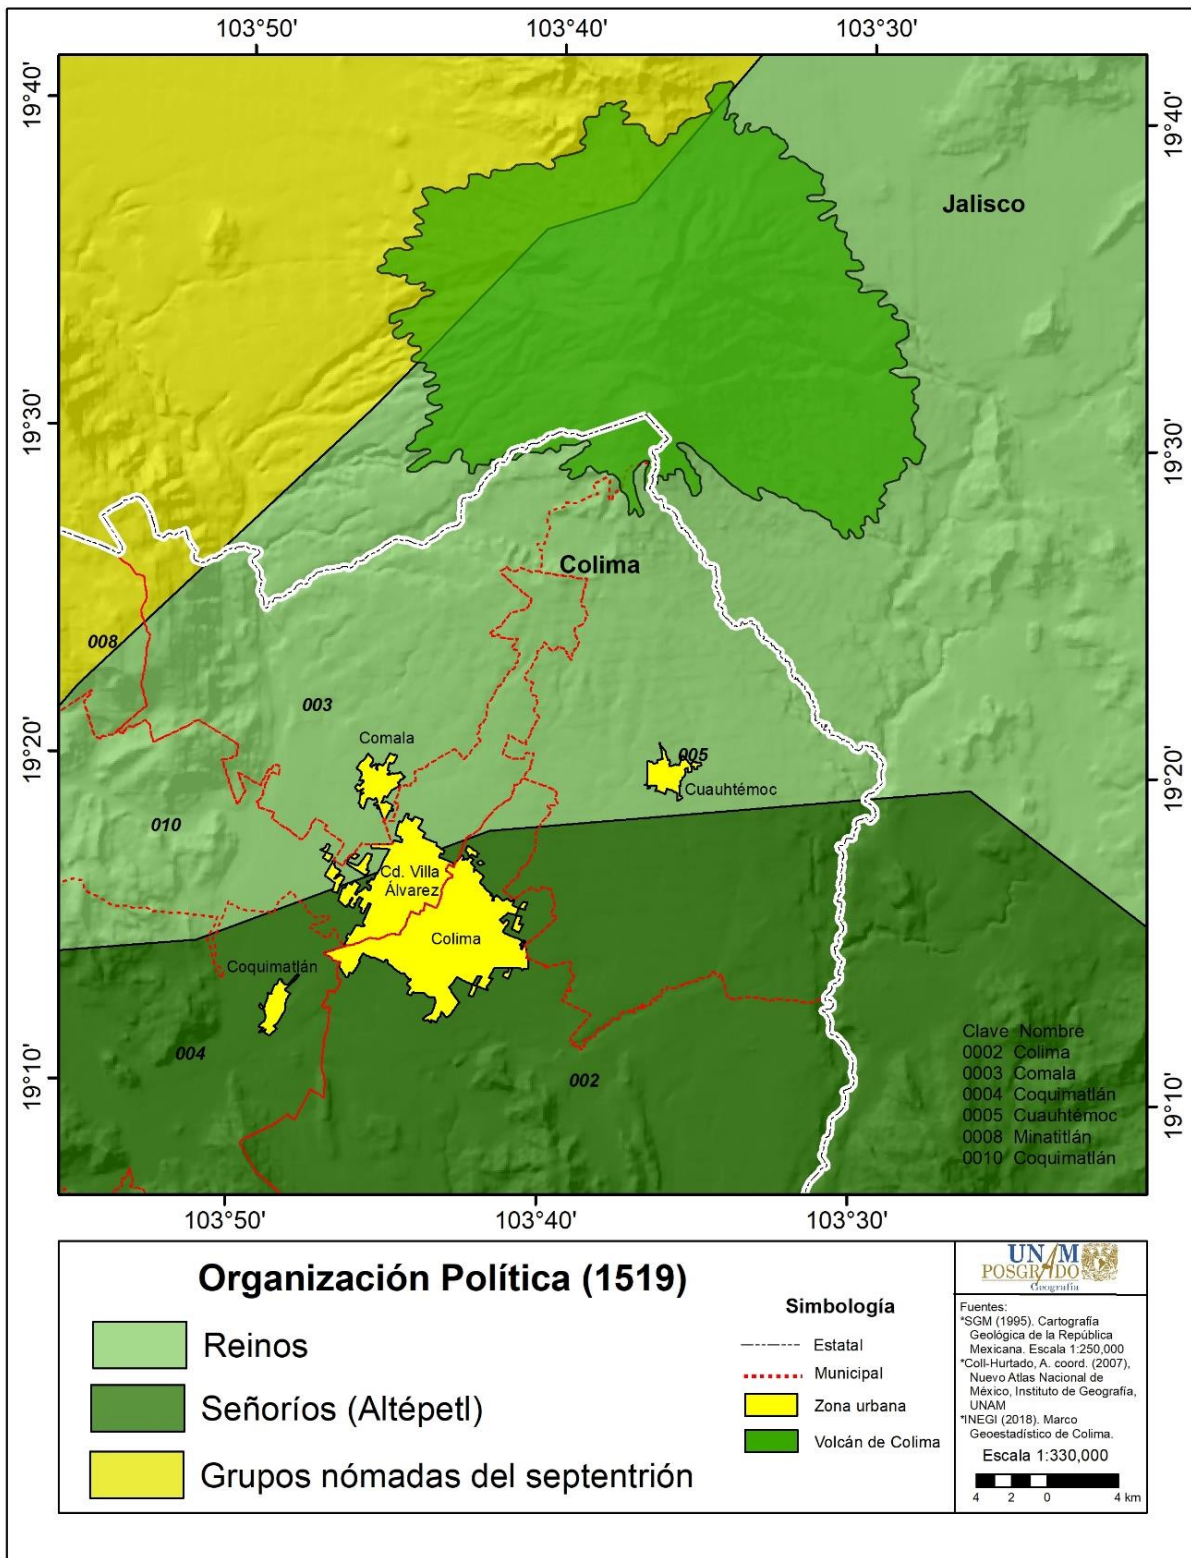 103°50' 103°40' 103°30'
19°40'
19°40'
Jalisco
19°30'
19°30'
Colima
008
003
Comala
19°20'
005
19°20'
Cuauhtémoc
010
Cd. Villa
Álvarez
Colima
Coquimatlán
004
002
19°10'
19°10'
Clave Nombre
0002 Colima
0003 Comala
0004 Coquimatlán
0005 Cuauhtémoc
0008 Minatitlán
0010 Coquimatlán
103°50' 103°40' 103°30'
Organización Política (1519)
Reinos
Señoríos (Altépetl)
Grupos nómadas del septentrión
Simbología
Estatal
Municipal
Zona urbana
Volcán de Colima
UNAM
POSGRADO
Geografía
Fuentes:
*SGM (1995). Cartografía
Geológica de la República
Mexicana. Escala 1:250,000
*Coll-Hurtado, A. coord. (2007),
Nuevo Atlas Nacional de
México, Instituto de Geografía,
UNAM
*INEGI (2018). Marco
Geoestadístico de Colima.
Escala 1:330,000
4 2 0 4 km